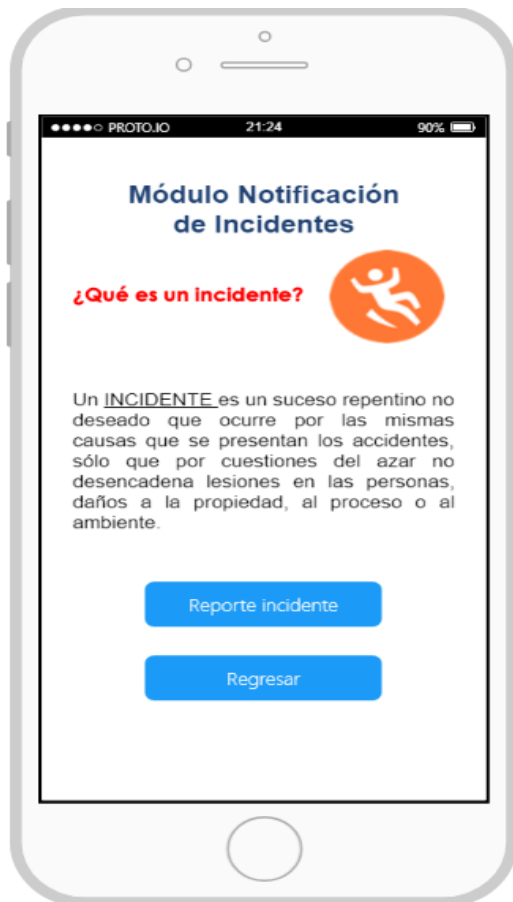 PROTO.IO 21:24 90%
Módulo Notificación
de Incidentes
¿Qué es un incidente?
Un INCIDENTE es un suceso repentino no
deseado que ocurre por las mismas
causas que se presentan los accidentes,
sólo que por cuestiones del azar no
desencadena lesiones en las personas,
daños a la propiedad, al proceso o al
ambiente.
Reporte incidente
Regresar